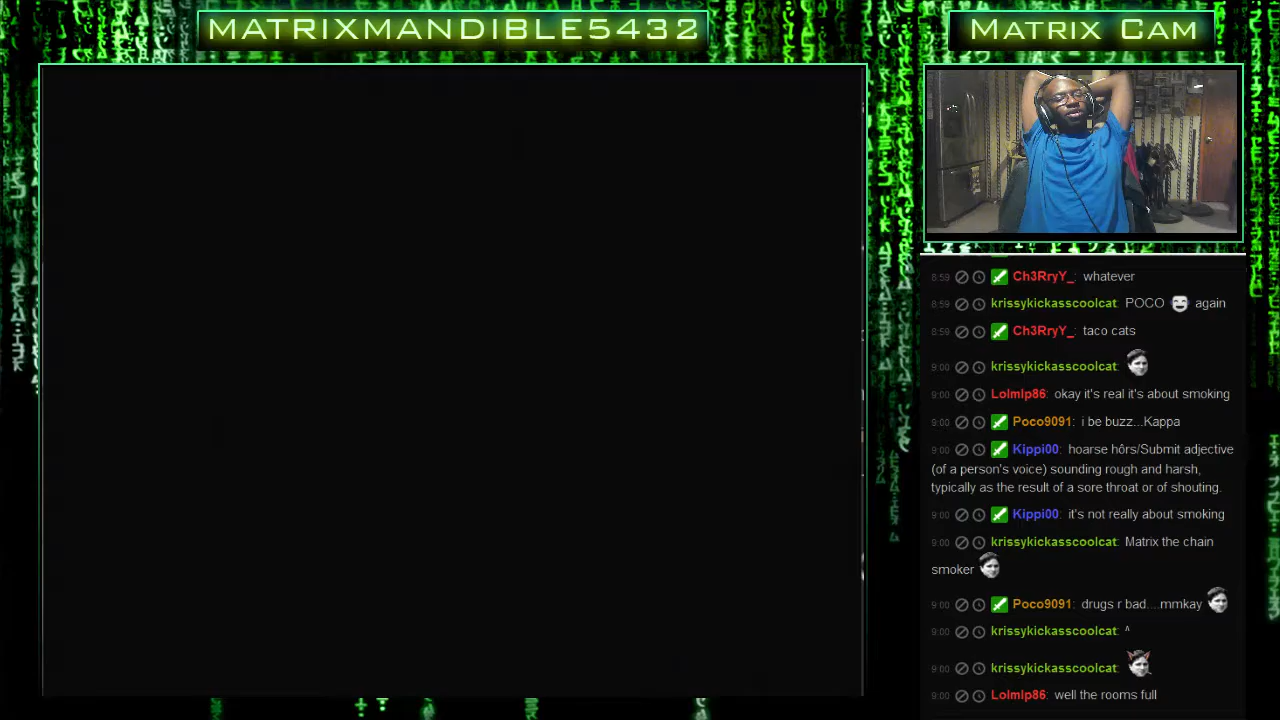 MATRIXMANDIBLE5432
Matrix Cam
8:59 Ch3RryY_: whatever
8:59 krissykickasscoolcat: POCO again
8:59 Ch3RryY_: taco cats
9:00 krissykickasscoolcat:
9:00 Lolmlp86: okay it's real it's about smoking
9:00 Poco9091: i be buzz...Kappa
9:00 Kippi00: hoarse hôrs/Submit adjective
(of a person's voice) sounding rough and harsh,
typically as the result of a sore throat or of shouting.
9:00 Kippi00: it's not really about smoking
9:00 krissykickasscoolcat: Matrix the chain
smoker
9:00 Poco9091: drugs r bad....mmkay
9:00 krissykickasscoolcat: ^
9:00 krissykickasscoolcat:
9:00 Lolmlp86: well the rooms full